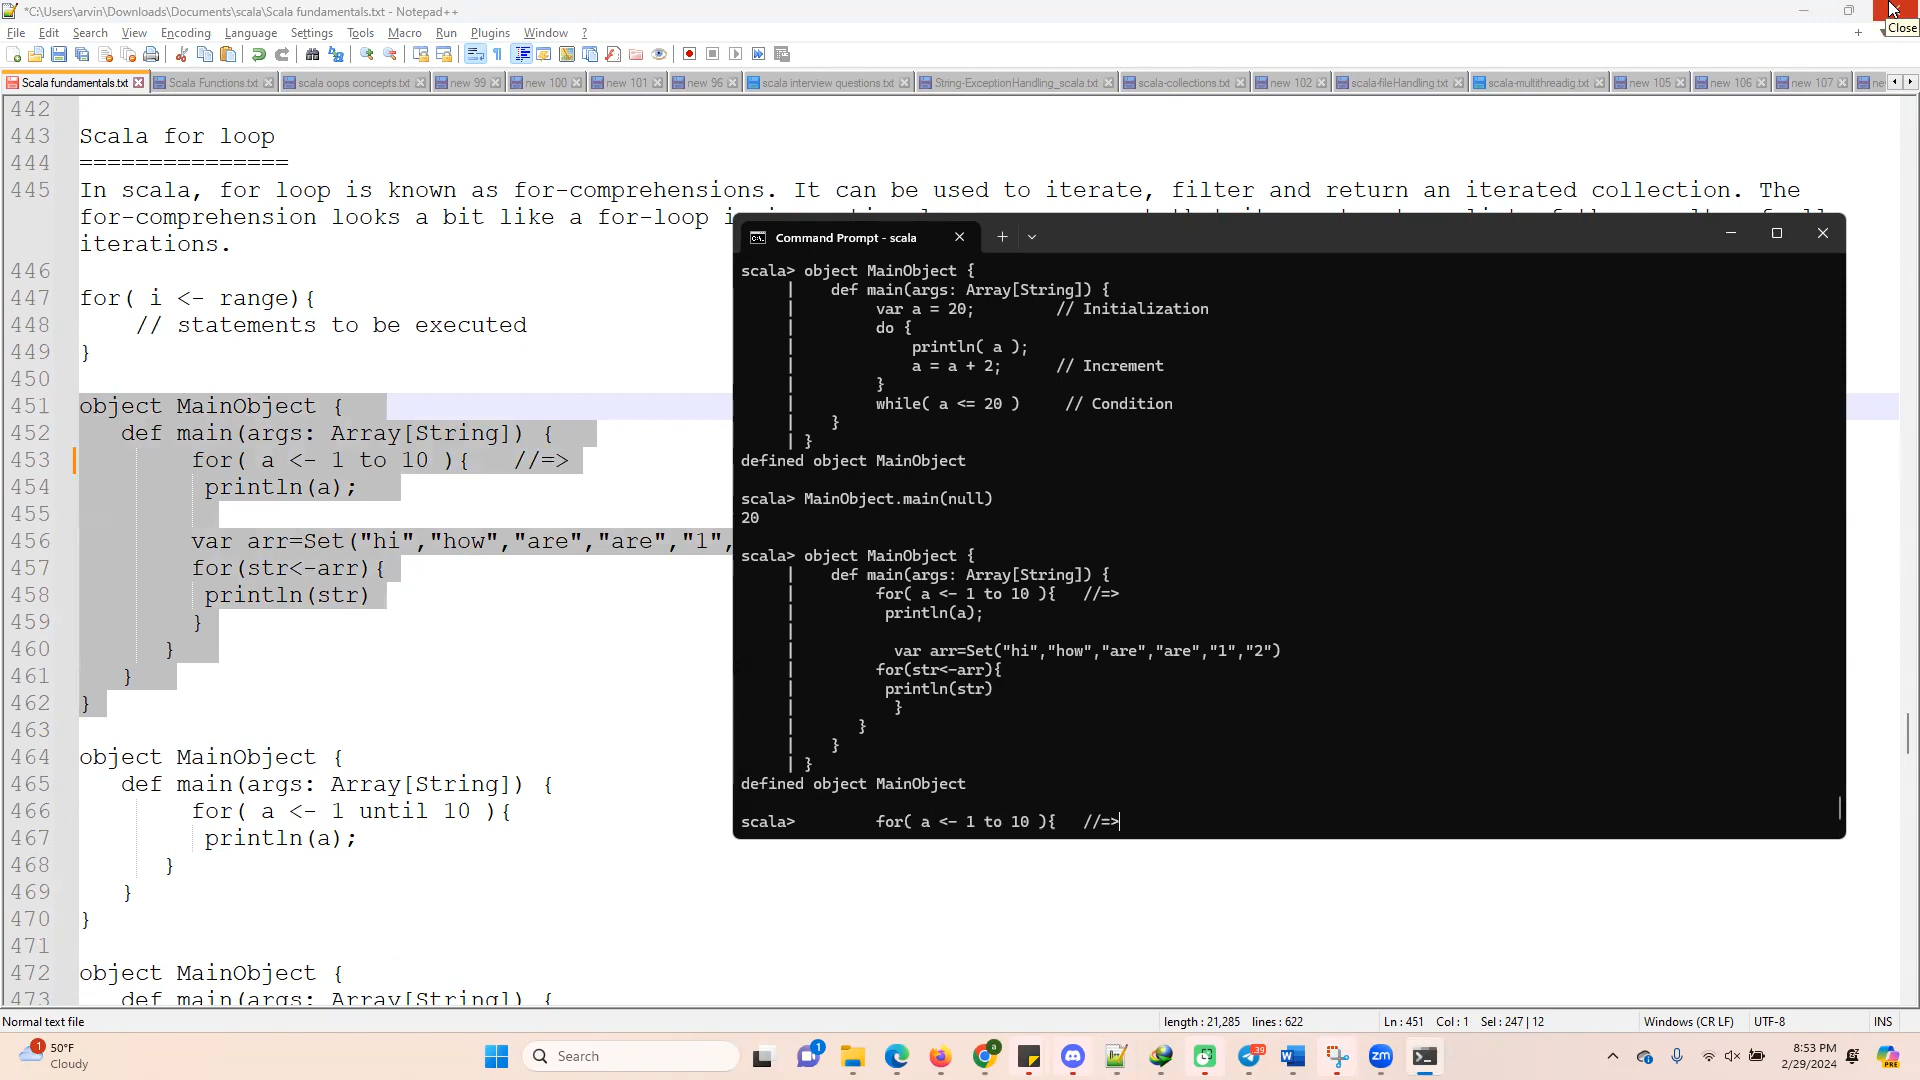 *C:\Users\arvin\Downloads\Documents\scala\Scala fundamentals.txt - Notepad++
Close
File Edit Search View Encoding Language Settings Tools Macro Run Plugins Window ?
Scala fundamentals.txt Scala Functions.txt scala oops concepts.txt new 99 new 100 new 101 new 96 scala interview questions.txt String-ExceptionHandling_scala.txt scala-collections.txt new 102 scala-fileHandling.txt scala-multithreadig.txt new 105 new 106 new 107
442
443 Scala for loop
444 ===============
445 In scala, for loop is known as for-comprehensions. It can be used to iterate, filter and return an iterated collection. The
for-comprehension looks a bit like a for-loop
iterations.
446
447 for( i <- range){
448 // statements to be executed
449 }
450
451 object MainObject {
452 def main(args: Array[String]) {
453 for( a <- 1 to 10 ){ //=>
454 println(a);
455
456 var arr=Set("hi","how","are","are","1",
457 for(str<-arr){
458 println(str)
459 }
460 }
461 }
462 }
463
464 object MainObject {
465 def main(args: Array[String]) {
466 for( a <- 1 until 10 ){
467 println(a);
468 }
469 }
470 }
471
472 object MainObject {
473 def main(args: Array[String]) {
Command Prompt - scala
scala> object MainObject {
| def main(args: Array[String]) {
| var a = 20; // Initialization
| do {
| println( a );
| a = a + 2; // Increment
| }
| while( a <= 20 ) // Condition
| }
| }
defined object MainObject
scala> MainObject.main(null)
20
scala> object MainObject {
| def main(args: Array[String]) {
| for( a <- 1 to 10 ){ //=>
| println(a);
|
| var arr=Set("hi","how","are","are","1","2")
| for(str<-arr){
| println(str)
| }
| }
| }
| }
defined object MainObject
scala> for( a <- 1 to 10 ){ //=>
Normal text file length : 21,285 lines : 622 Ln : 451 Col : 1 Sel : 247 | 12 Windows (CR LF) UTF-8 INS
1
50°F
Cloudy
Search
1
a
39
zm
8:53 PM
2/29/2024
PRE